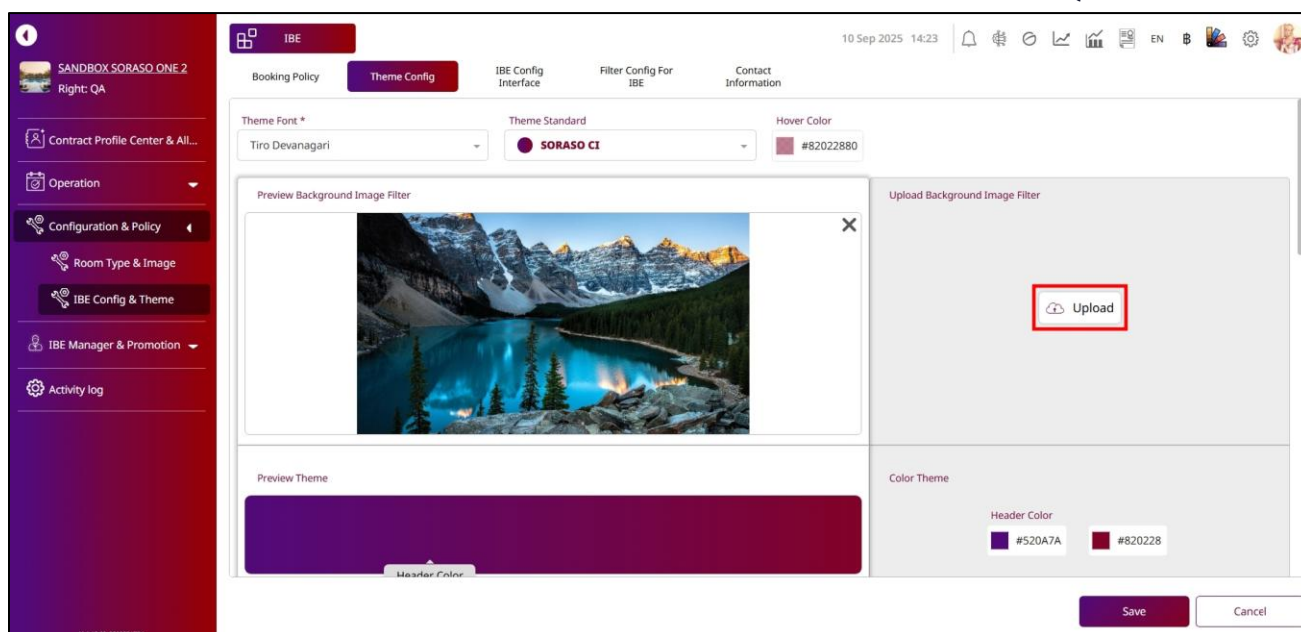 IBE
10 Sep 2025 14:23
EN
SANDBOX SORASO ONE 2
Right: QA
Contract Profile Center & All...
Operation
Configuration & Policy
Room Type & Image
IBE Config & Theme
IBE Manager & Promotion
Activity log
Booking Policy
Theme Config
IBE Config
Interface
Filter Config For
IBE
Contact
Information
Theme Font *
Tiro Devanagari
Theme Standard
SORASO CI
Hover Color
#82022880
Preview Background Image Filter
Upload Background Image Filter
Upload
Preview Theme
Header Color
Color Theme
Header Color
#520A7A
#820228
Save
Cancel